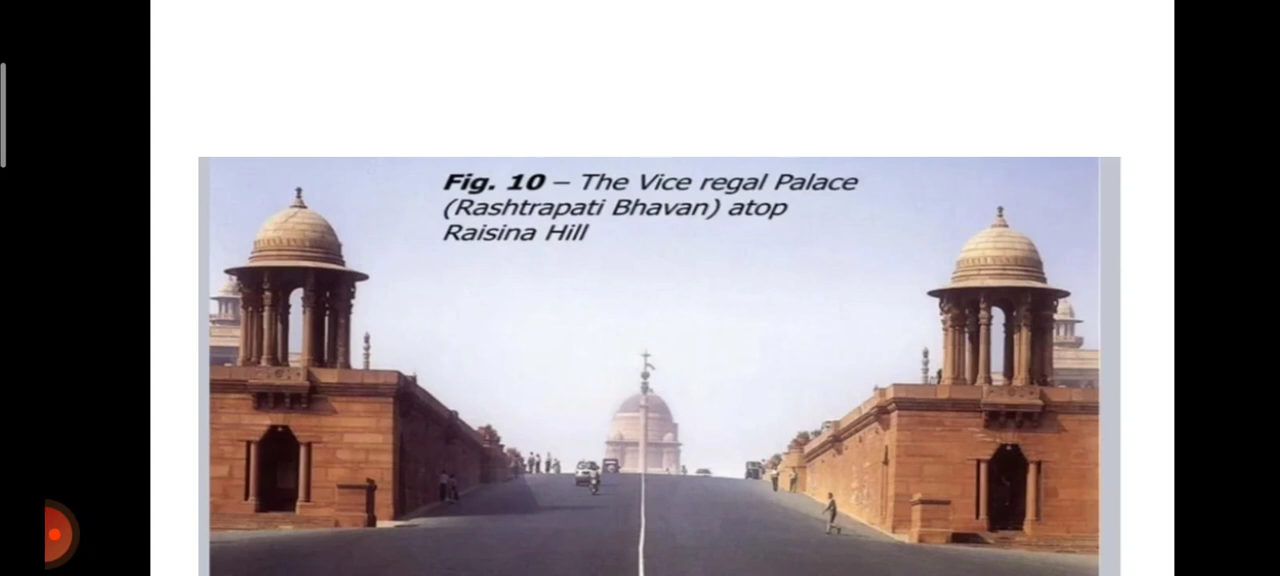 Fig. 10 – The Vice regal Palace
(Rashtrapati Bhavan) atop
Raisina Hill